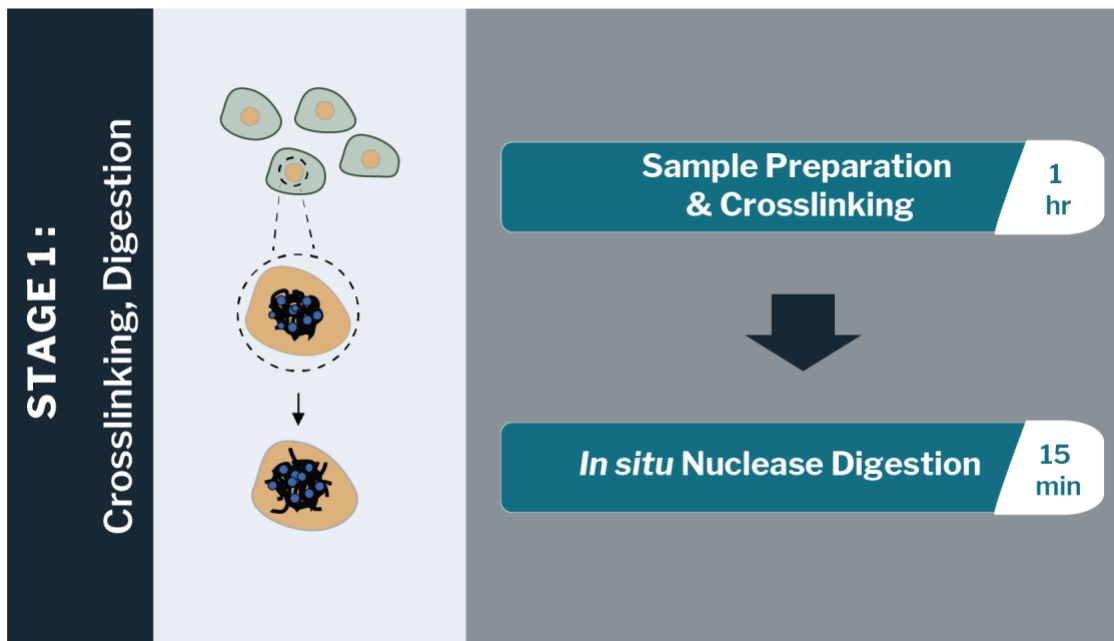 STAGE 1:
Crosslinking, Digestion
Sample Preparation
& Crosslinking
1
hr
In situ Nuclease Digestion
15
min